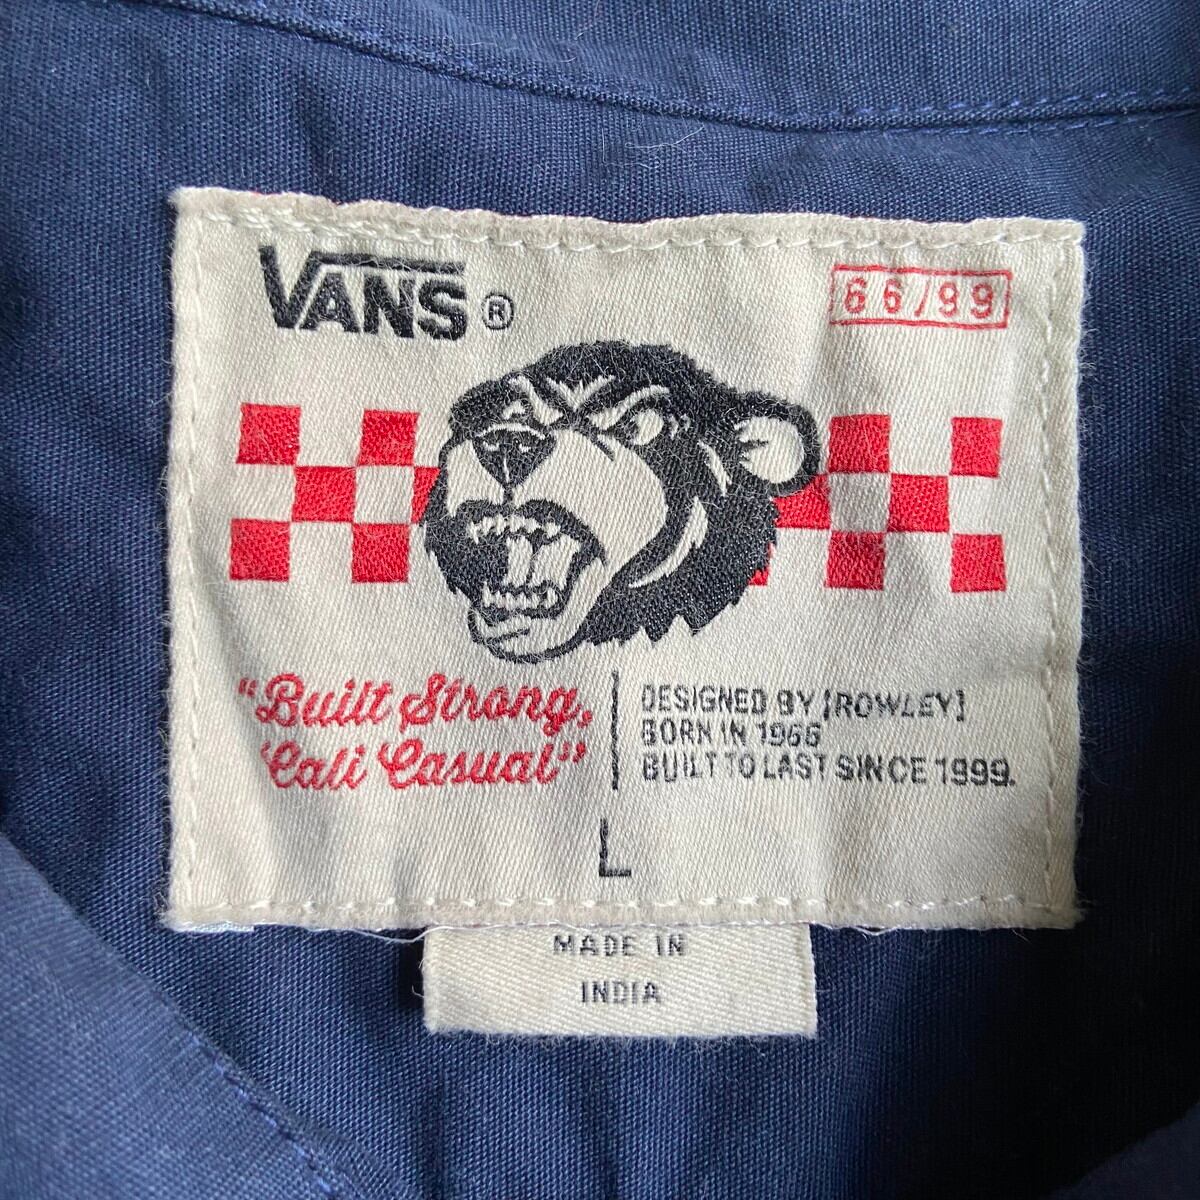 VANS®
66/99
"Built Strong,
Cali Casual"
DESIGNED BY [ROWLEY]
BORN IN 1966
BUILT TO LAST SINCE 1999.
L
MADE IN
INDIA